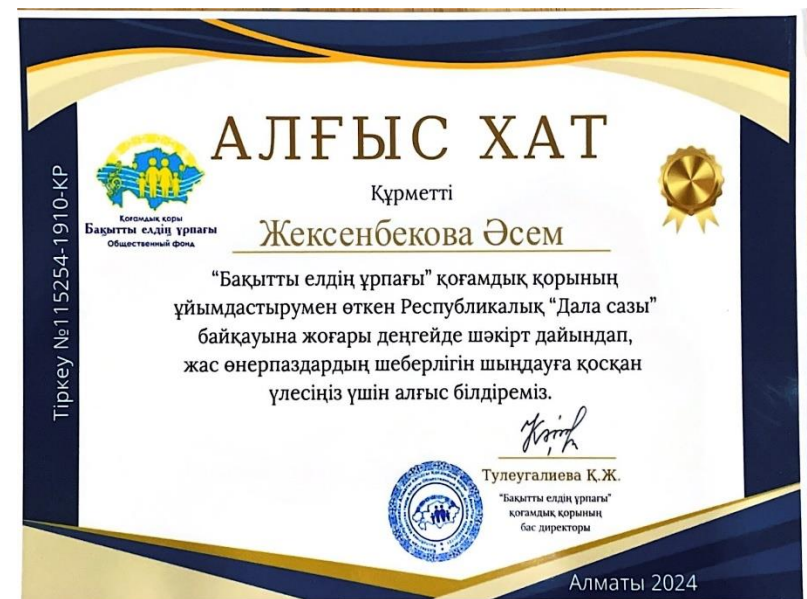 АЛҒЫС ХАТ
Құрметті
Жексенбекова Әсем
Қоғамдық қоры
Бақытты елдің ұрпағы
Общественный фонд
"Бақытты елдің ұрпағы" қоғамдық қорының
ұйымдастырумен өткен Республикалық "Дала сазы"
байқауына жоғары деңгейде шәкірт дайындап,
жас өнерпаздардың шеберлігін шыңдауға қосқан
үлесіңіз үшін алғыс білдіреміз.
Тулеугалиева Қ.Ж.
"Бақытты елдің ұрпағы"
қоғамдық қорының
бас директоры
Тіркеу №115254-1910-КР
Алматы 2024